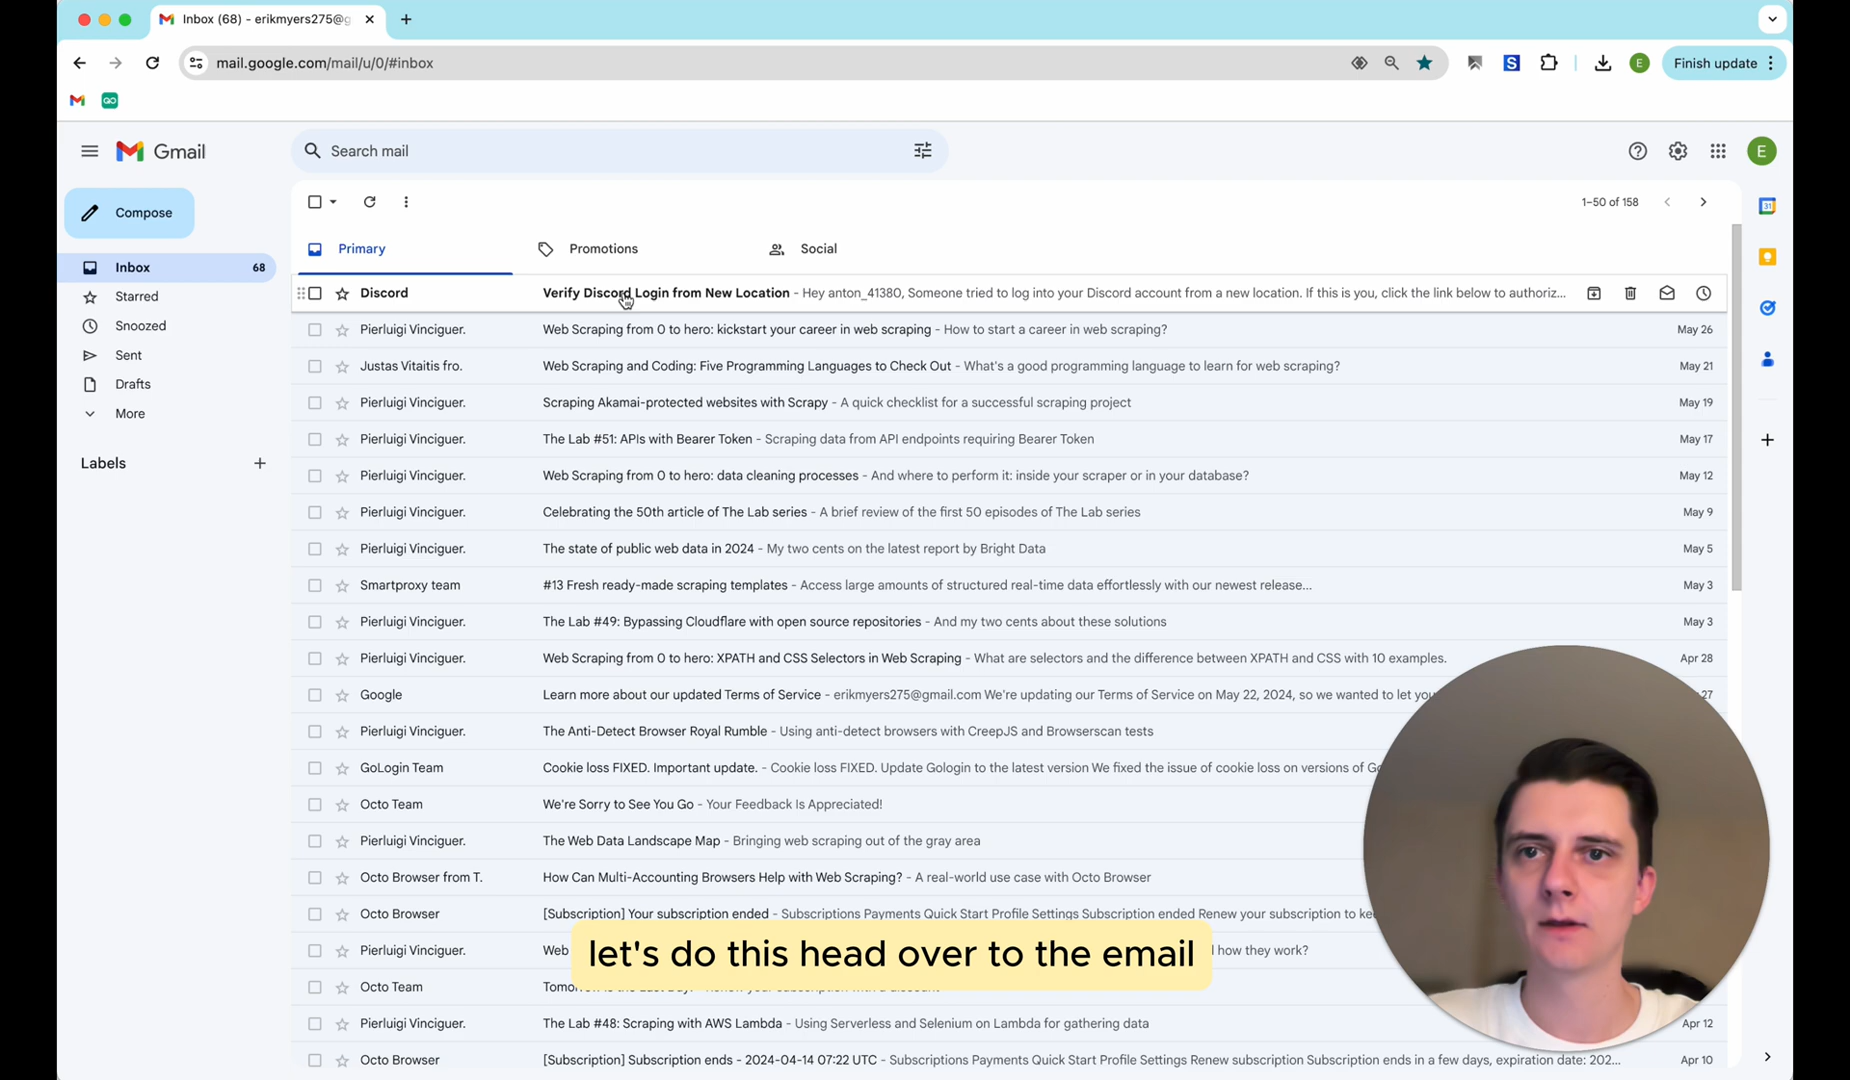 Inbox (68) - erikmyers275@g
mail.google.com/mail/u/0/#inbox
S
E
Finish update
GO
Gmail
Search mail
E
Compose
1–50 of 158
31
Primary
Promotions
Social
Inbox 68
Starred
Snoozed
Sent
Drafts
More
Labels
Discord Verify Discord Login from New Location - Hey anton_41380, Someone tried to log into your Discord account from a new location. If this is you, click the link below to authoriz...
Pierluigi Vinciguer. Web Scraping from 0 to hero: kickstart your career in web scraping - How to start a career in web scraping? May 26
Justas Vitaitis fro. Web Scraping and Coding: Five Programming Languages to Check Out - What's a good programming language to learn for web scraping? May 21
Pierluigi Vinciguer. Scraping Akamai-protected websites with Scrapy - A quick checklist for a successful scraping project May 19
Pierluigi Vinciguer. The Lab #51: APIs with Bearer Token - Scraping data from API endpoints requiring Bearer Token May 17
Pierluigi Vinciguer. Web Scraping from 0 to hero: data cleaning processes - And where to perform it: inside your scraper or in your database? May 12
Pierluigi Vinciguer. Celebrating the 50th article of The Lab series - A brief review of the first 50 episodes of The Lab series May 9
Pierluigi Vinciguer. The state of public web data in 2024 - My two cents on the latest report by Bright Data May 5
Smartproxy team #13 Fresh ready-made scraping templates - Access large amounts of structured real-time data effortlessly with our newest release... May 3
Pierluigi Vinciguer. The Lab #49: Bypassing Cloudflare with open source repositories - And my two cents about these solutions May 3
Pierluigi Vinciguer. Web Scraping from 0 to hero: XPATH and CSS Selectors in Web Scraping - What are selectors and the difference between XPATH and CSS with 10 examples. Apr 28
Google Learn more about our updated Terms of Service - erikmyers275@gmail.com We're updating our Terms of Service on May 22, 2024, so we wanted to let you 27
Pierluigi Vinciguer. The Anti-Detect Browser Royal Rumble - Using anti-detect browsers with CreepJS and Browserscan tests
GoLogin Team Cookie loss FIXED. Important update. - Cookie loss FIXED. Update Gologin to the latest version We fixed the issue of cookie loss on versions of
Octo Team We're Sorry to See You Go - Your Feedback Is Appreciated!
Pierluigi Vinciguer. The Web Data Landscape Map - Bringing web scraping out of the gray area
Octo Browser from T. How Can Multi-Accounting Browsers Help with Web Scraping? - A real-world use case with Octo Browser
Octo Browser [Subscription] Your subscription ended - Subscriptions Payments Quick Start Profile Settings Subscription ended Renew your subscription to
Pierluigi Vinciguer. Web how they work?
let's do this head over to the email
Octo Team
Pierluigi Vinciguer. The Lab #48: Scraping with AWS Lambda - Using Serverless and Selenium on Lambda for gathering data Apr 12
Octo Browser [Subscription] Subscription ends - 2024-04-14 07:22 UTC - Subscriptions Payments Quick Start Profile Settings Renew subscription Subscription ends in a few days, expiration date: 202... Apr 10